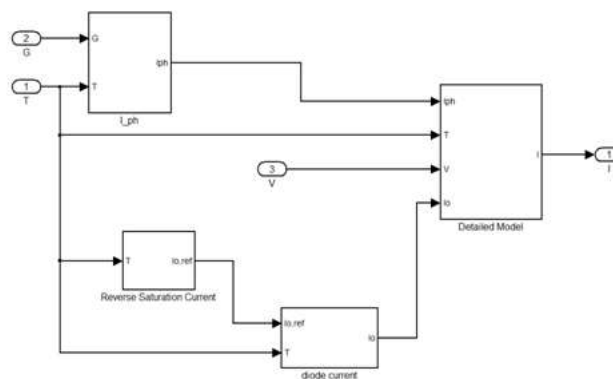 2
G
1
T
G
T
Iph
I_ph
Iph
T
V
Io
I
Detailed Model
1
I
3
V
T
Io,ref
Reverse Saturation Current
Io,ref
T
Io
diode current